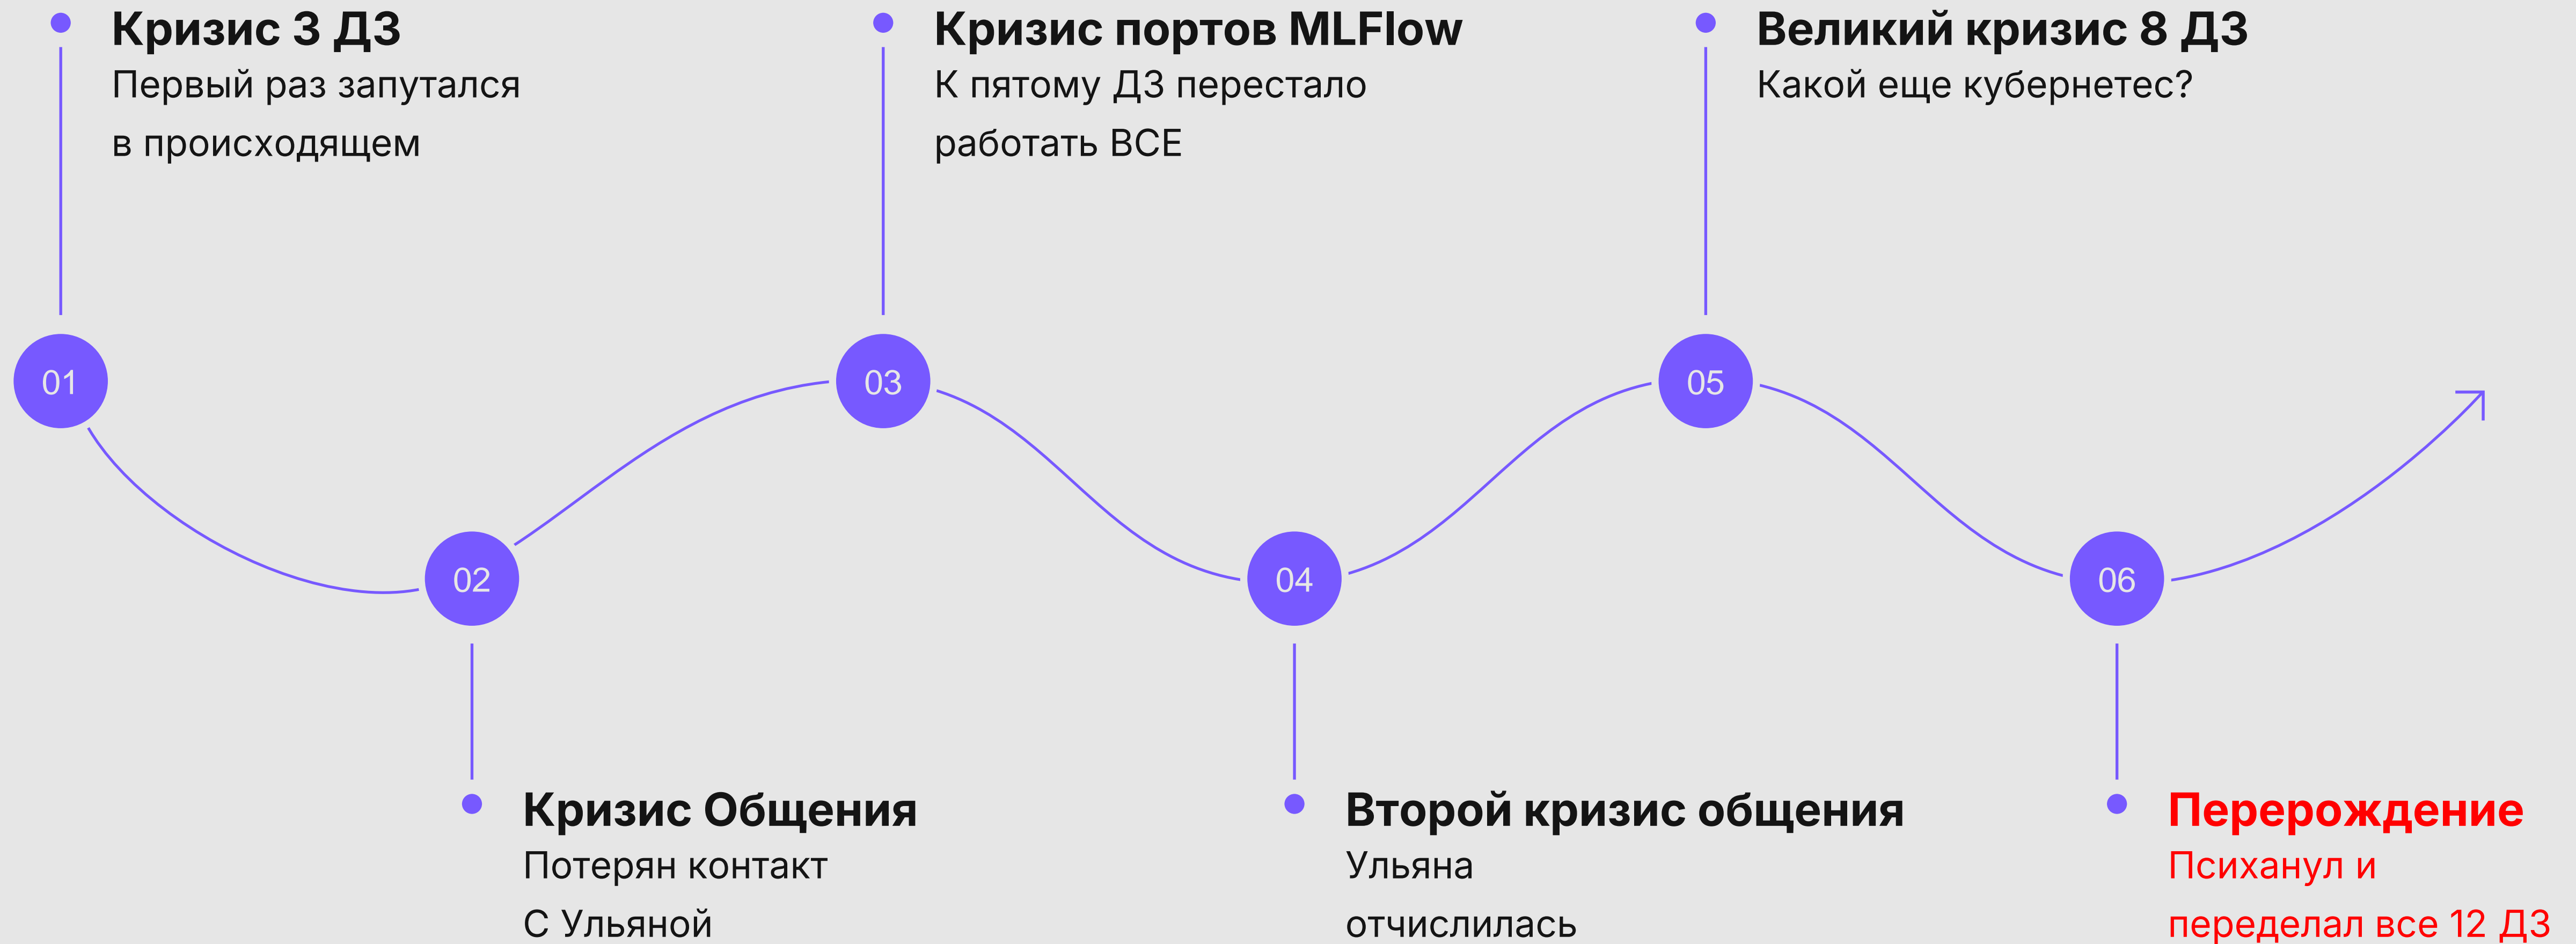 Кризис 3 ДЗ
Первый раз запутался
в происходящем
Кризис портов MLFlow
К пятому ДЗ перестало
работать ВСЕ
Великий кризис 8 ДЗ
Какой еще кубернетес?
01
03
05
02
04
06
Кризис Общения
Потерян контакт
С Ульяной
Второй кризис общения
Ульяна
отчислилась
Перерождение
Психанул и
переделал все 12 ДЗ